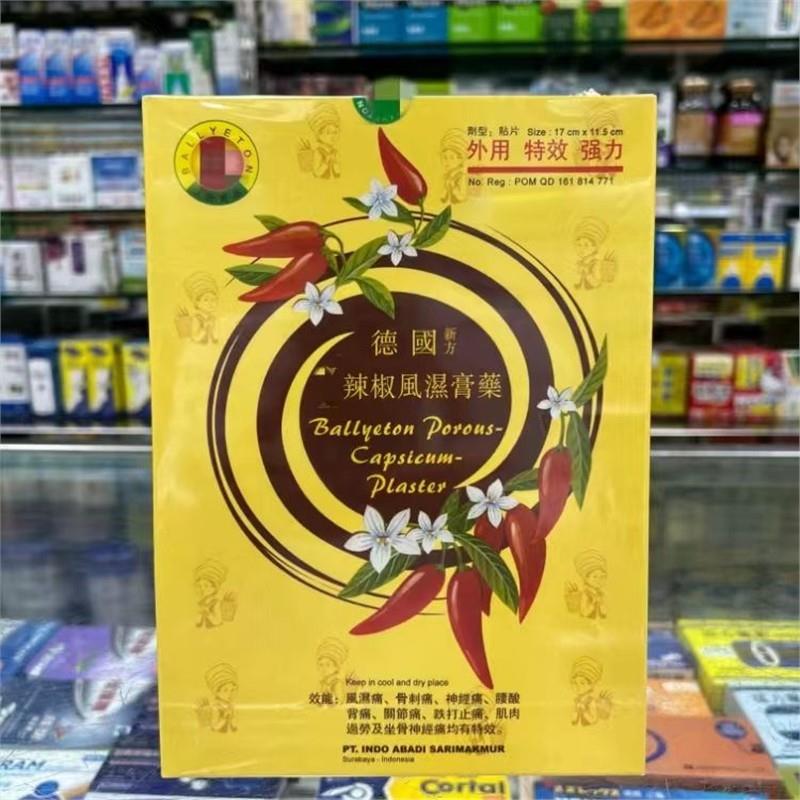 BALLYETON
劑型：貼片 Size : 17 cm x 11.5 cm
外用 特效 强力
No. Reg : POM QD 161 814 771
德國 新方
辣椒風濕膏藥
Ballyeton Porous-
Capsicum-
Plaster
Keep in cool and dry place
效能：風濕痛、骨刺痛、神經痛、腰酸
背痛、關節痛、跌打止痛、肌肉
過勞及坐骨神經痛均有特效。
PT. INDO ABADI SARIMAKMUR
Surabaya - Indonesia
Cortal